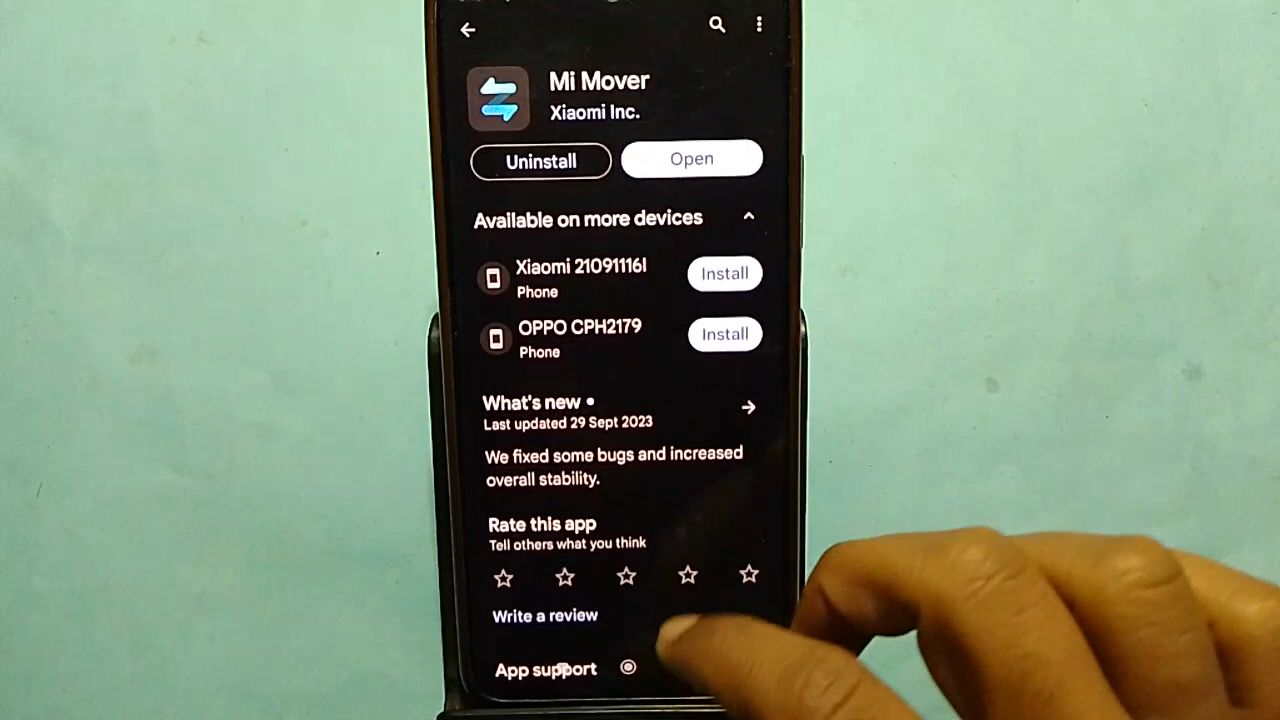 Mi Mover
Xiaomi Inc.
Uninstall
Open
Available on more devices
Xiaomi 21091116I
Phone
Install
OPPO CPH2179
Phone
Install
What's new •
Last updated 29 Sept 2023
We fixed some bugs and increased
overall stability.
Rate this app
Tell others what you think
Write a review
App support